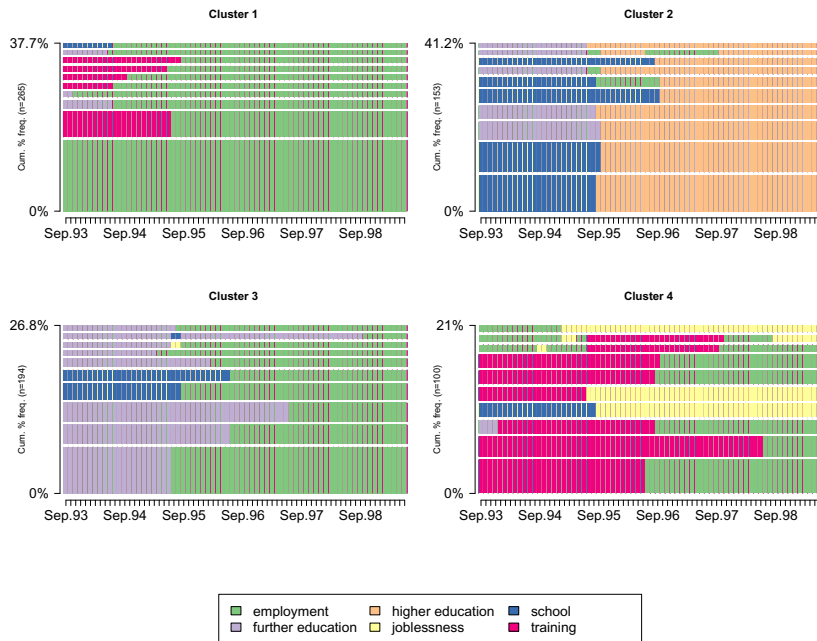 Cluster 1
Cluster 2
37.7%
Cum. % freq. (n=265)
0%
Sep.93 Sep.94 Sep.95 Sep.96 Sep.97 Sep.98
41.2%
Cum. % freq. (n=153)
0%
Sep.93 Sep.94 Sep.95 Sep.96 Sep.97 Sep.98
Cluster 3
Cluster 4
26.8%
Cum. % freq. (n=194)
0%
Sep.93 Sep.94 Sep.95 Sep.96 Sep.97 Sep.98
21%
Cum. % freq. (n=100)
0%
Sep.93 Sep.94 Sep.95 Sep.96 Sep.97 Sep.98
employment higher education school
further education joblessness training